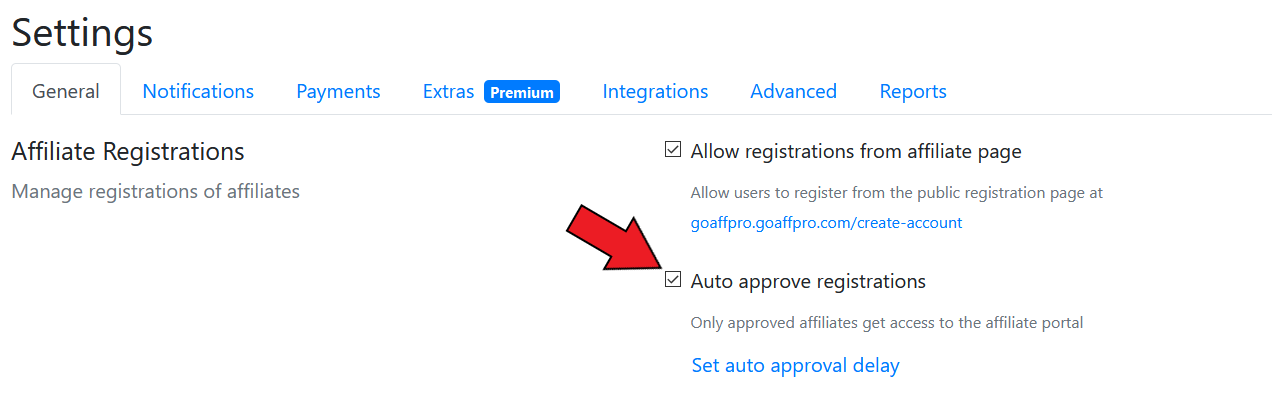 Settings
General Notifications Payments Extras Premium Integrations Advanced Reports
Affiliate Registrations
Manage registrations of affiliates
Allow registrations from affiliate page
Allow users to register from the public registration page at
goaffpro.goaffpro.com/create-account
Auto approve registrations
Only approved affiliates get access to the affiliate portal
Set auto approval delay